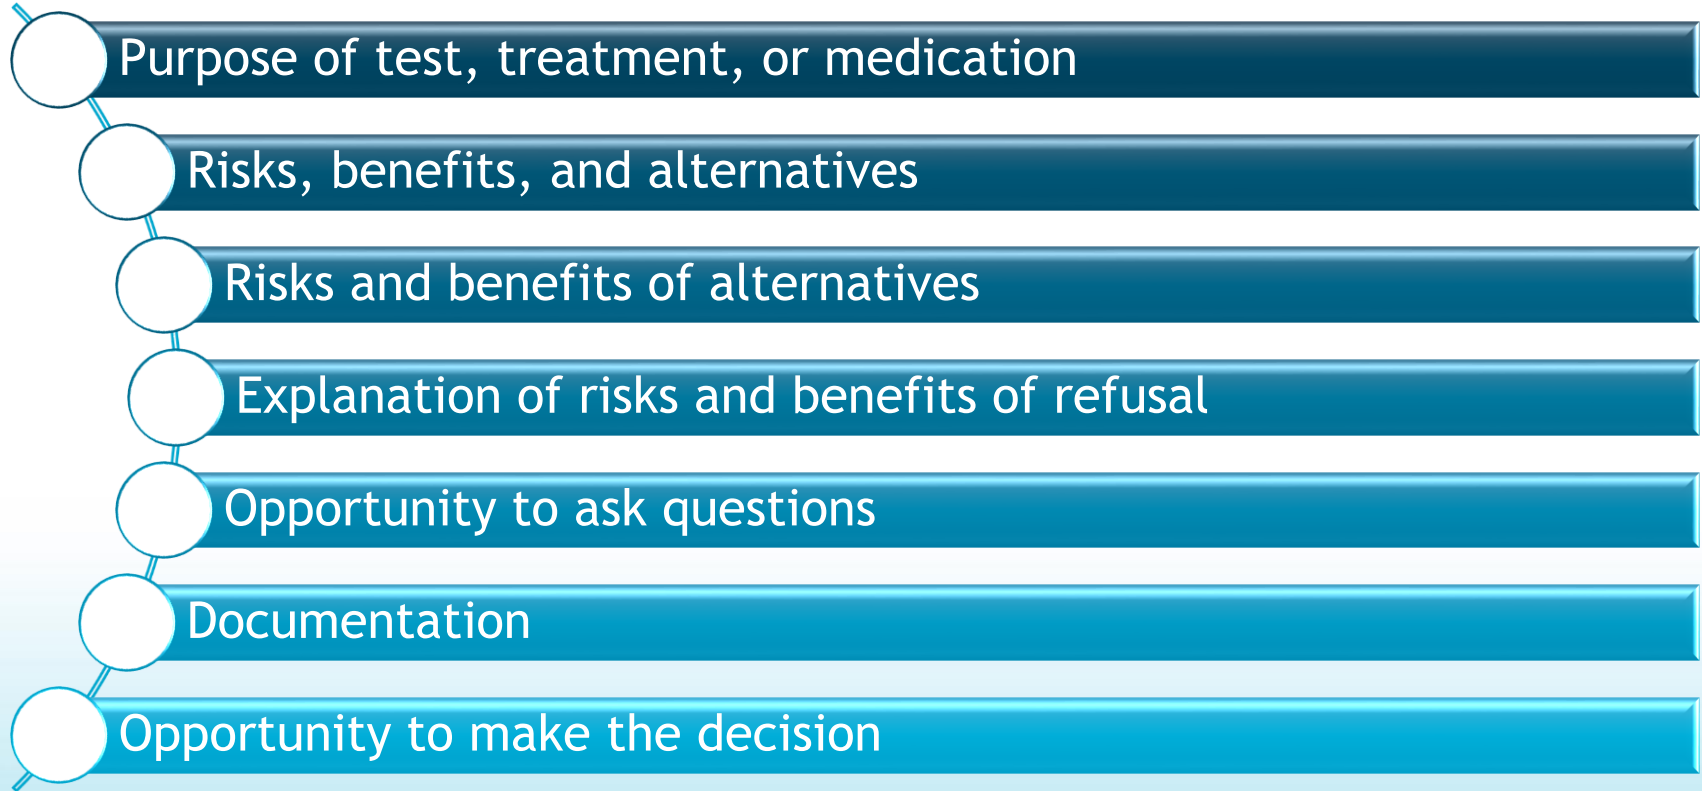 Purpose of test, treatment, or medication
Risks, benefits, and alternatives
Risks and benefits of alternatives
Explanation of risks and benefits of refusal
Opportunity to ask questions
Documentation
Opportunity to make the decision